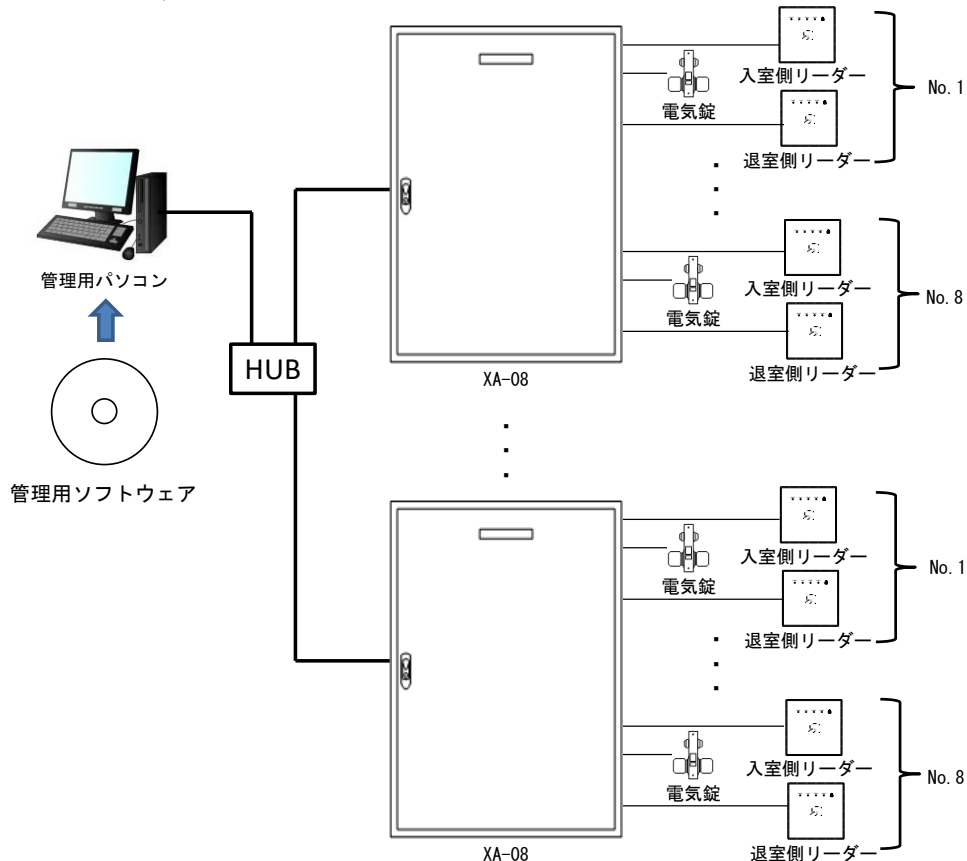 入室側リーダー
電気錠
No. 1
退室側リーダー
管理用パソコン
入室側リーダー
電気錠
No. 8
退室側リーダー
HUB
XA-08
管理用ソフトウェア
入室側リーダー
電気錠
No. 1
退室側リーダー
入室側リーダー
電気錠
No. 8
退室側リーダー
XA-08